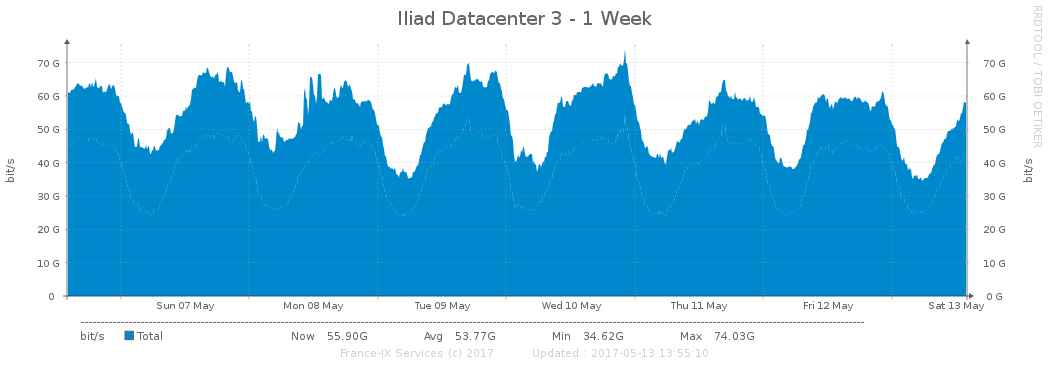 Iliad Datacenter 3 - 1 Week
RRDTOOL / TOBI OETIKER
70 G 70 G
60 G 60 G
50 G 50 G
40 G 40 G
30 G 30 G
20 G 20 G
10 G 10 G
0 0 G
bit/s bit/s
Sun 07 May Mon 08 May Tue 09 May Wed 10 May Thu 11 May Fri 12 May Sat 13 May
bit/s Total Now 55.90G Avg 53.77G Min 34.62G Max 74.03G
France-IX Services (c) 2017 Updated : 2017-05-13 13:55:10